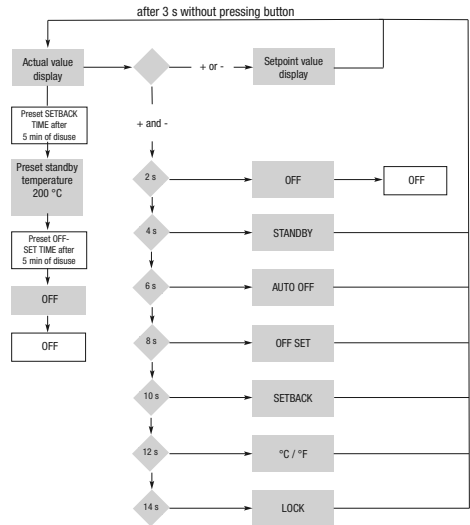 after 3 s without pressing button
Actual value
display
+ or -
Setpoint value
display
Preset SETBACK
TIME after
5 min of disuse
+ and -
Preset standby
temperature
200 °C
2 s
OFF
OFF
Preset OFF-
SET TIME after
5 min of disuse
4 s
STANDBY
OFF
6 s
AUTO OFF
OFF
8 s
OFF SET
10 s
SETBACK
12 s
°C / °F
14 s
LOCK